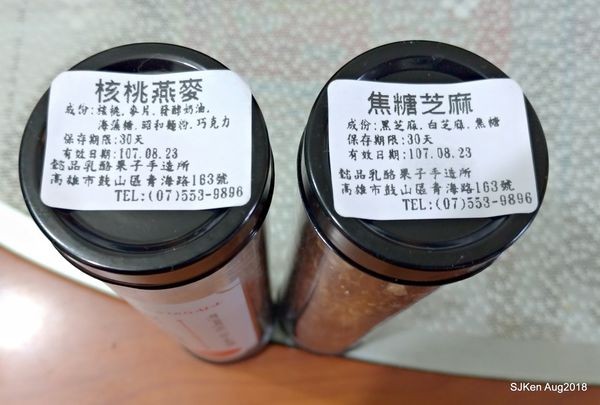 核桃燕麥
成份:核桃,麥片,發酵奶油,
海藻糖,昭和麵粉,巧克力
保存期限:30天
有效日期:107.08.23
懿品乳酪菓子手造所
高雄市鼓山區青海路163號
TEL:(07)553-9896
焦糖芝麻
成份:黑芝麻,白芝麻,焦糖
保存期限:30天
有效日期:107.08.23
懿品乳酪菓子手造所
高雄市鼓山區青海路163號
TEL:(07)553-9896
SJKen Aug2018